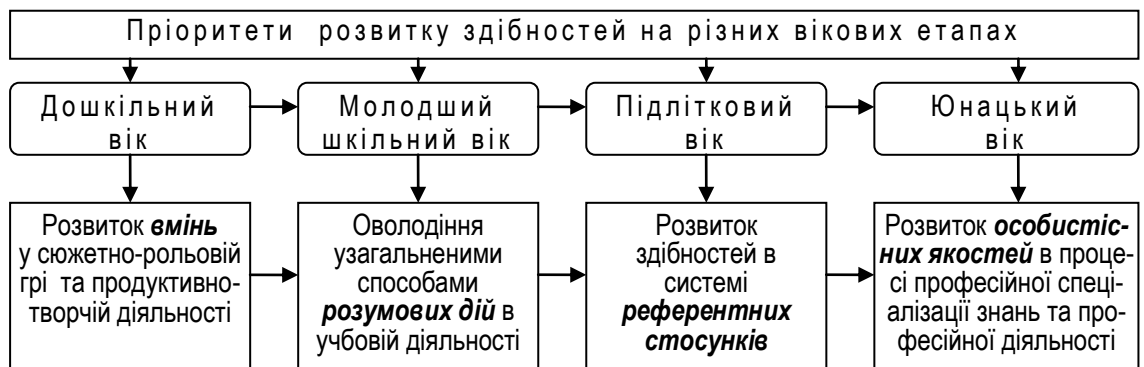 Пріоритети розвитку здібностей на різних вікових етапах
Дошкільний
вік
Молодший
шкільний вік
Підлітковий
вік
Юнацький
вік
Розвиток вмінь
у сюжетно-рольовій
грі та продуктивно-
творчій діяльності
Оволодіння
узагальненими
способами
розумових дій в
учбовій діяльності
Розвиток
здібностей в
системі
референтних
стосунків
Розвиток особистіс-
них якостей в проце-
сі професійної спеці-
алізації знань та про-
фесійної діяльності